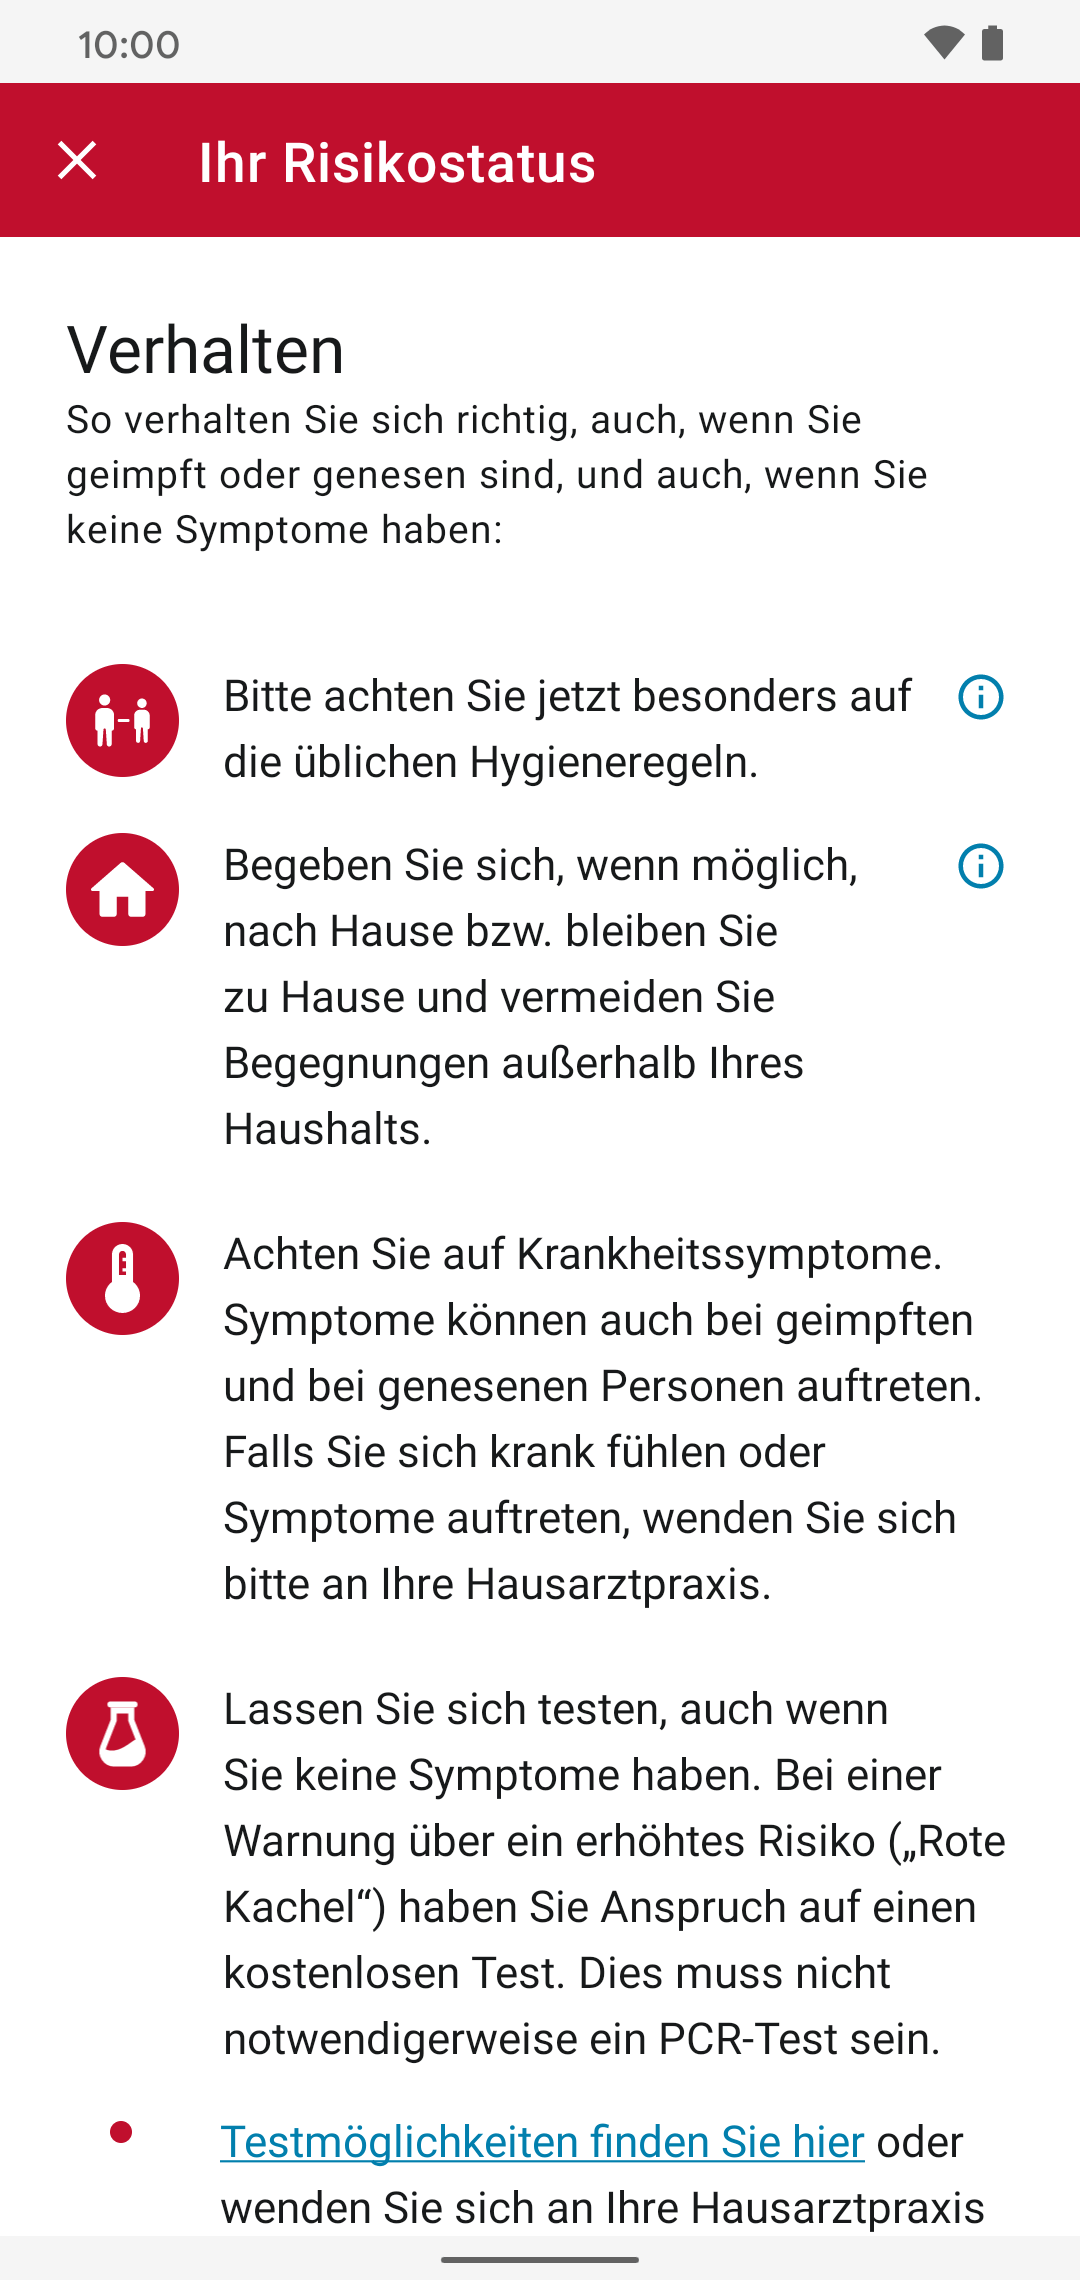 10:00
Ihr Risikostatus
Verhalten
So verhalten Sie sich richtig, auch, wenn Sie
geimpft oder genesen sind, und auch, wenn Sie
keine Symptome haben:
Bitte achten Sie jetzt besonders auf
die üblichen Hygieneregeln.
Begeben Sie sich, wenn möglich,
nach Hause bzw. bleiben Sie
zu Hause und vermeiden Sie
Begegnungen außerhalb Ihres
Haushalts.
Achten Sie auf Krankheitssymptome.
Symptome können auch bei geimpften
und bei genesenen Personen auftreten.
Falls Sie sich krank fühlen oder
Symptome auftreten, wenden Sie sich
bitte an Ihre Hausarztpraxis.
Lassen Sie sich testen, auch wenn
Sie keine Symptome haben. Bei einer
Warnung über ein erhöhtes Risiko („Rote
Kachel“) haben Sie Anspruch auf einen
kostenlosen Test. Dies muss nicht
notwendigerweise ein PCR-Test sein.
Testmöglichkeiten finden Sie hier oder
wenden Sie sich an Ihre Hausarztpraxis